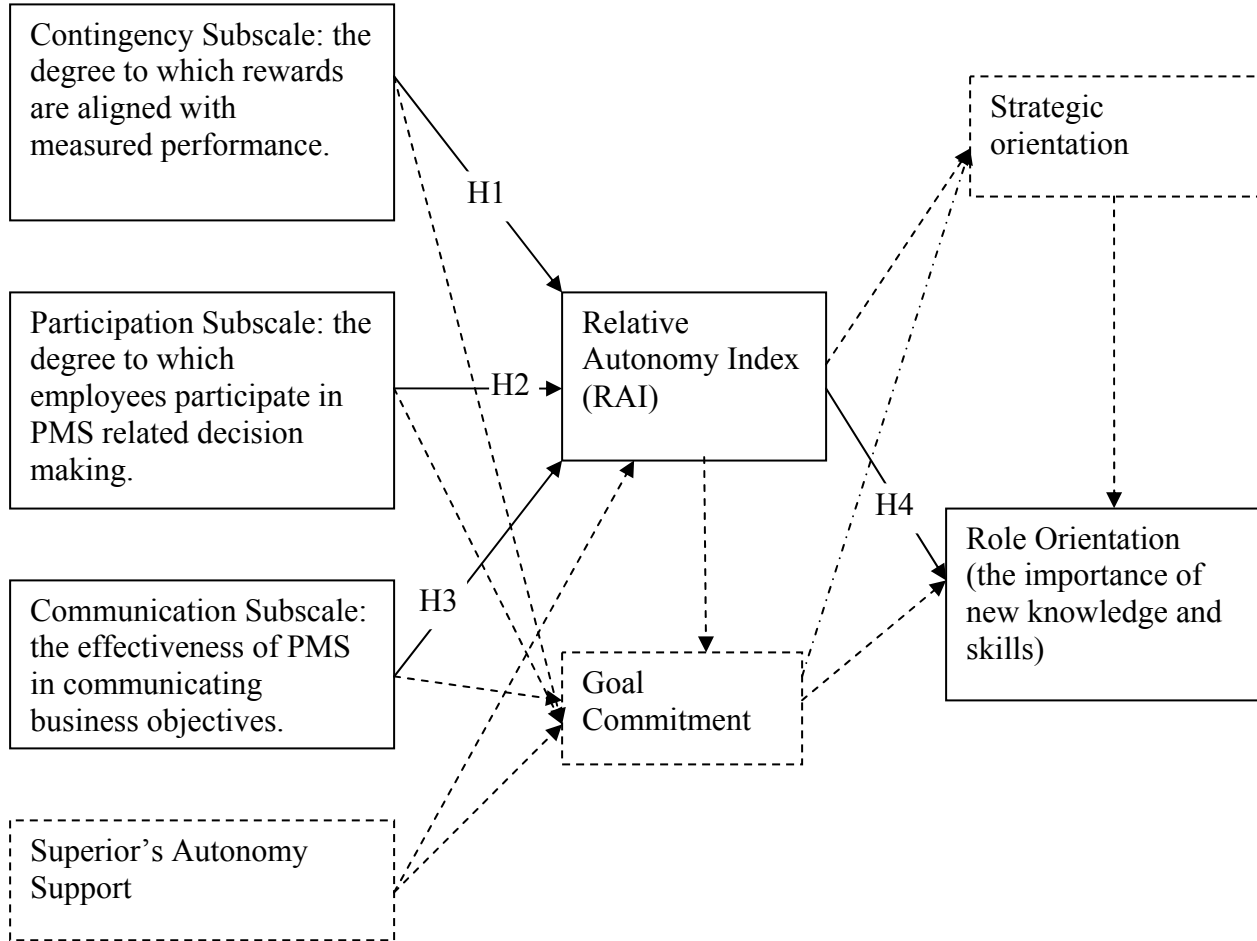 Contingency Subscale: the
degree to which rewards
are aligned with
measured performance.
Strategic
orientation
H1
Participation Subscale: the
degree to which
employees participate in
PMS related decision
making.
H2
Relative
Autonomy Index
(RAI)
H4
Role Orientation
(the importance of
new knowledge and
skills)
Communication Subscale:
the effectiveness of PMS
in communicating
business objectives.
H3
Goal
Commitment
Superior’s Autonomy
Support